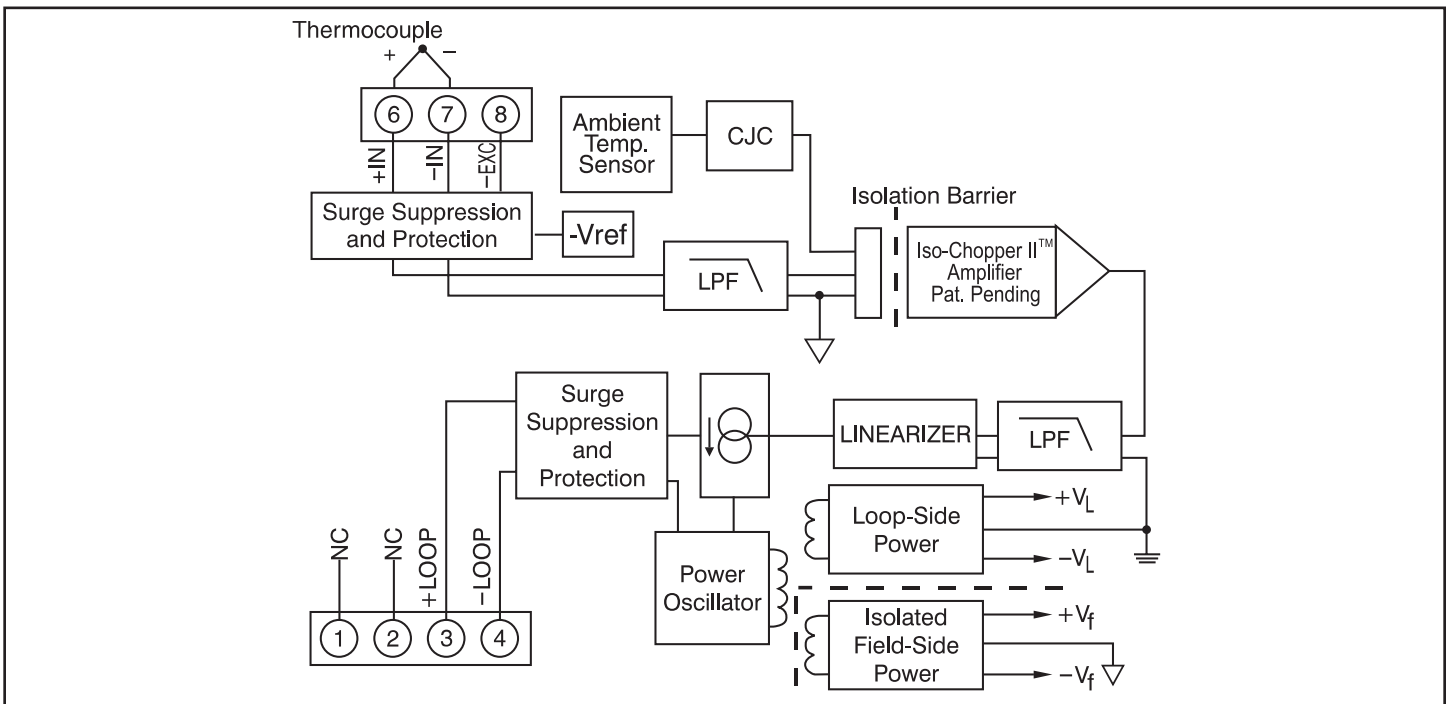 Thermocouple
+ −
6 7 8
+IN
−IN
−EXC
Surge Suppression
and Protection
-Vref
Ambient
Temp.
Sensor
CJC
LPF
Isolation Barrier
Iso-Chopper II™
Amplifier
Pat. Pending
Surge
Suppression
and
Protection
LINEARIZER
LPF
Loop-Side
Power
+VL
−VL
Power
Oscillator
Isolated
Field-Side
Power
+Vf
−Vf
NC
NC
+LOOP
-LOOP
1 2 3 4